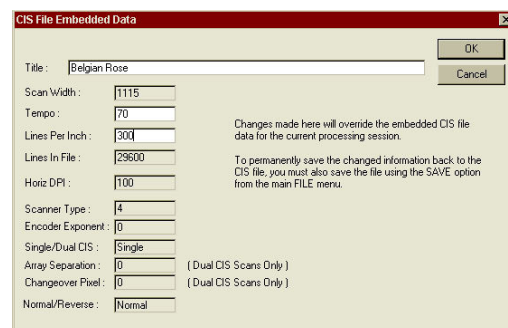 CIS File Embedded Data
OK
Title : Belgian Rose
Cancel
Scan Width : 1115
Tempo : 70
Changes made here will override the embedded CIS file
Lines Per Inch : 300
data for the current processing session.
Lines In File : 29600
To permanently save the changed information back to the
CIS file, you must also save the file using the SAVE option
Horiz DPI : 100
from the main FILE menu.
Scanner Type : 4
Encoder Exponent : 0
Single/Dual CIS : Single
Array Separation : 0 ( Dual CIS Scans Only )
Changeover Pixel : 0 ( Dual CIS Scans Only )
Normal/Reverse : Normal